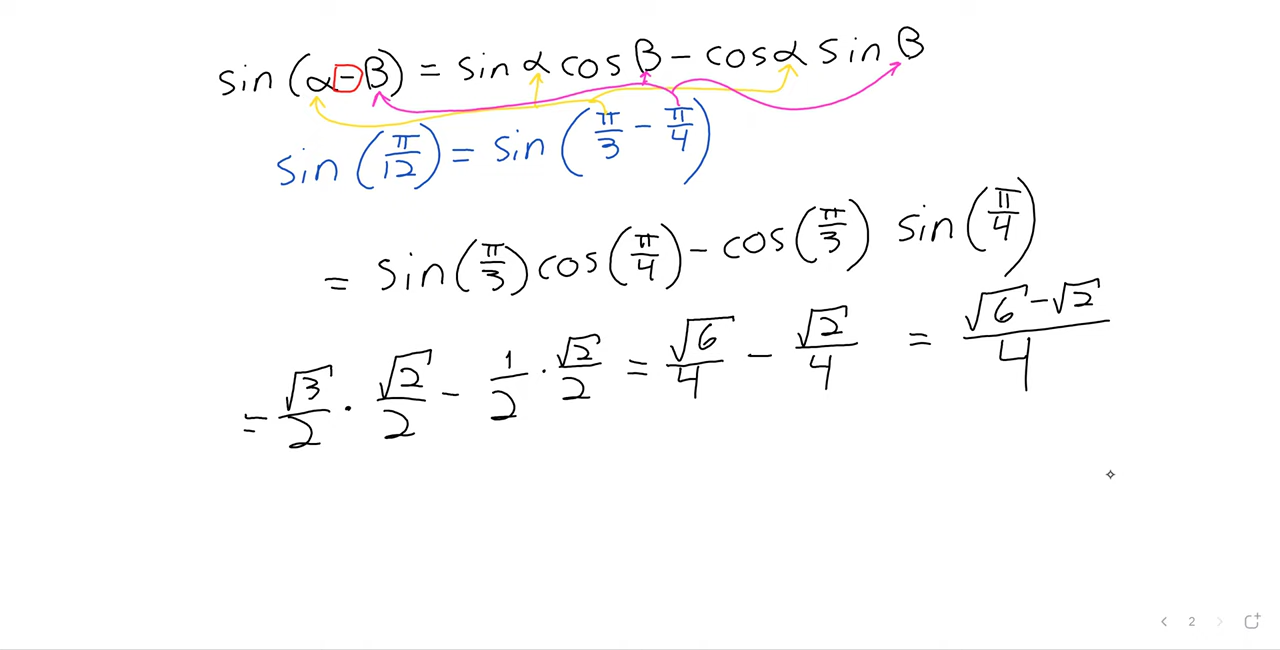 sin (α − β) = sin α cos β − cos α sin β
sin (π/12) = sin (π/3 − π/4)
= sin (π/3) cos (π/4) − cos (π/3) sin (π/4)
= √3/2 · √2/2 − 1/2 · √2/2 = √6/4 − √2/4 = (√6 − √2)/4
< 2 >